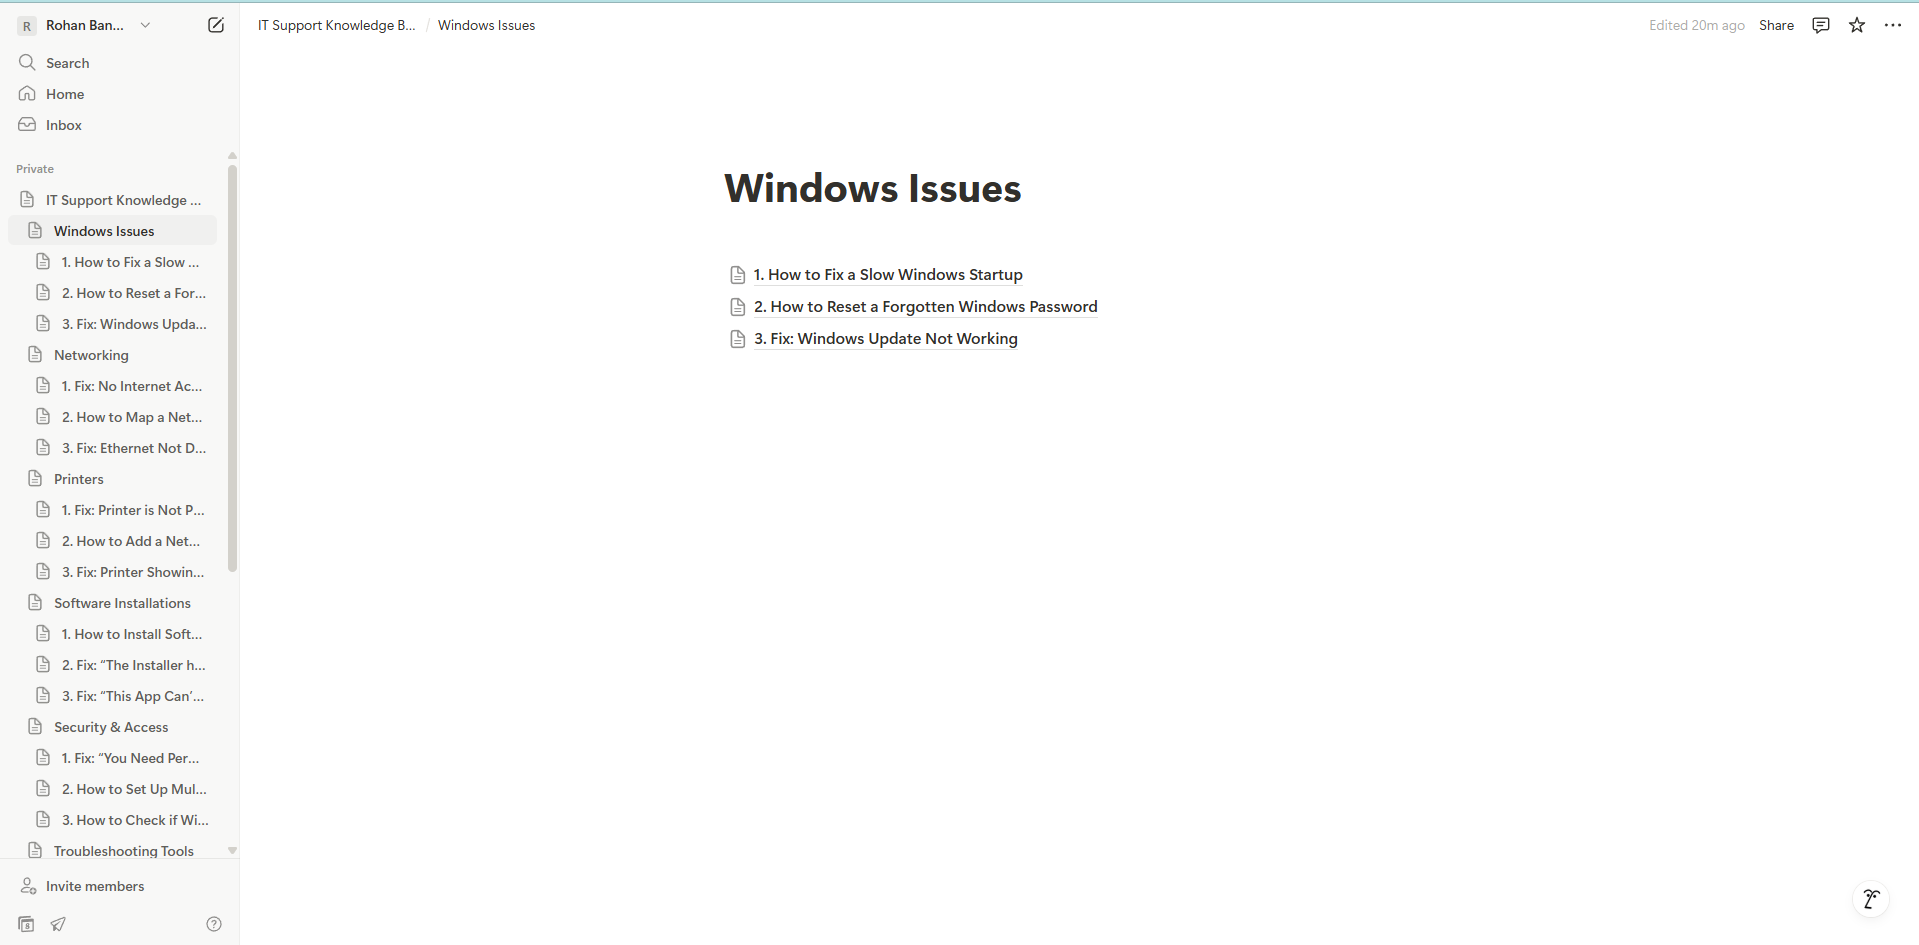 R Rohan Ban...
Search
Home
Inbox
Private
IT Support Knowledge ...
Windows Issues
1. How to Fix a Slow ...
2. How to Reset a For...
3. Fix: Windows Upda...
Networking
1. Fix: No Internet Ac...
2. How to Map a Net...
3. Fix: Ethernet Not D...
Printers
1. Fix: Printer is Not P...
2. How to Add a Net...
3. Fix: Printer Showin...
Software Installations
1. How to Install Soft...
2. Fix: “The Installer h...
3. Fix: “This App Can’...
Security & Access
1. Fix: “You Need Per...
2. How to Set Up Mul...
3. How to Check if Wi...
Troubleshooting Tools
Invite members
8
?
IT Support Knowledge B... / Windows Issues
Edited 20m ago Share
Windows Issues
1. How to Fix a Slow Windows Startup
2. How to Reset a Forgotten Windows Password
3. Fix: Windows Update Not Working